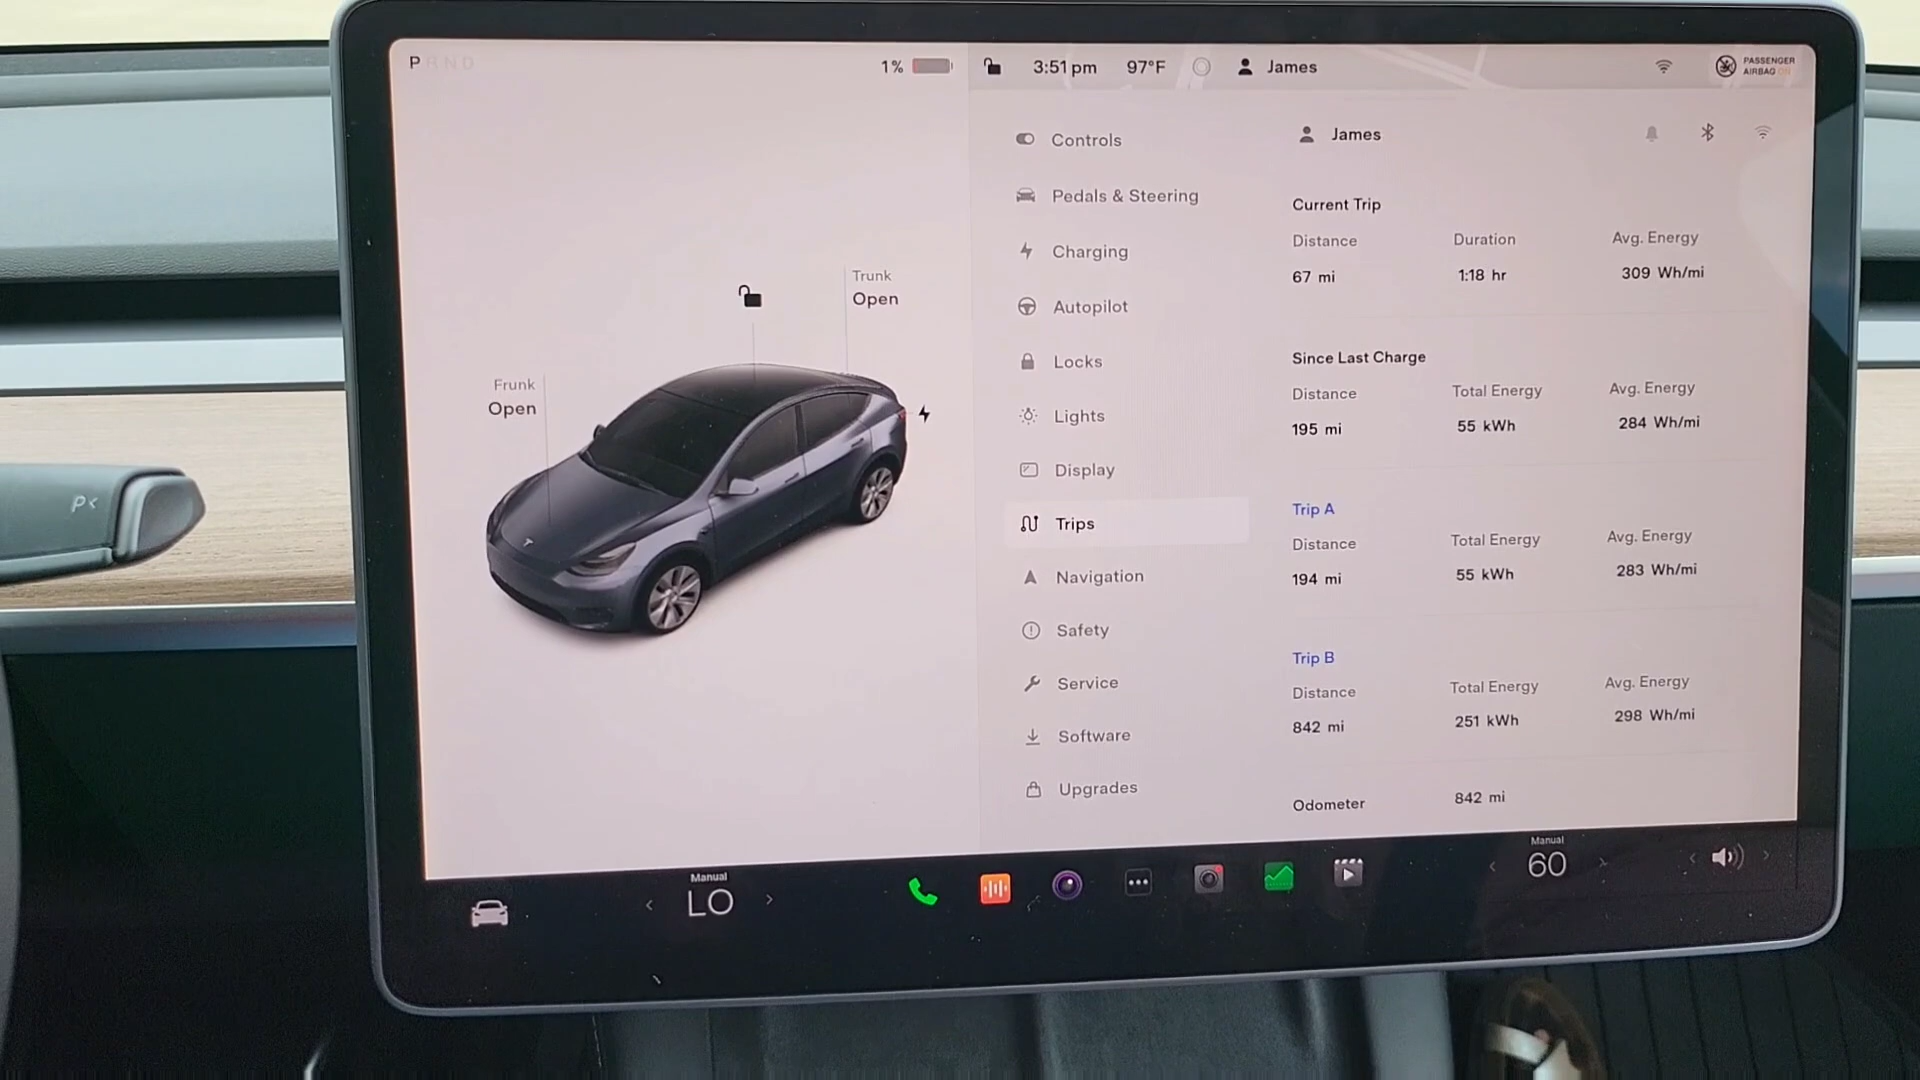 PRND
1%
3:51 pm
97°F
James
PASSENGER
AIRBAG ON
Trunk
Open
Frunk
Open
Controls
Pedals & Steering
Charging
Autopilot
Locks
Lights
Display
Trips
Navigation
Safety
Service
Software
Upgrades
James
Current Trip
Distance Duration Avg. Energy
67 mi 1:18 hr 309 Wh/mi
Since Last Charge
Distance Total Energy Avg. Energy
195 mi 55 kWh 284 Wh/mi
Trip A
Distance Total Energy Avg. Energy
194 mi 55 kWh 283 Wh/mi
Trip B
Distance Total Energy Avg. Energy
842 mi 251 kWh 298 Wh/mi
Odometer 842 mi
Manual
LO
Manual
60
P<